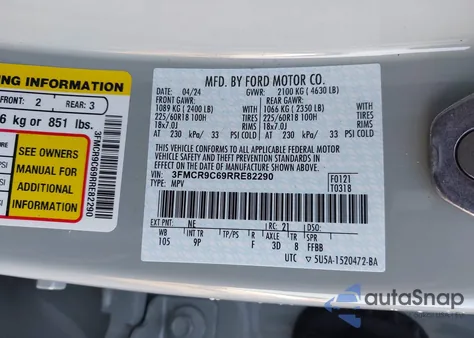 NG INFORMATION
FRONT: 2 REAR: 3
6 kg or 851 lbs.
SEE OWNERS
MANUAL FOR
ADDITIONAL
INFORMATION
PSI
PSI
3FMCR9C69RRE82290
MFD. BY FORD MOTOR CO.
04/24 GVWR: 2100 KG ( 4630 LB)
FRONT GAWR: REAR GAWR:
1089 KG ( 2400 LB) 1066 KG ( 2350 LB)
225/60R18 100H TIRES 225/60R18 100H
18x7.0J RIMS 18x7.0J
AT 230 kPa/ 33 PSI COLD AT 230 kPa/ 33 PSI COLD
THIS VEHICLE CONFORMS TO ALL APPLICABLE FEDERAL MOTOR
VEHICLE SAFETY, BUMPER, AND THEFT PREVENTION STANDARDS IN
EFFECT ON THE DATE OF MANUFACTURE SHOWN ABOVE.
VIN: 3FMCR9C69RRE82290 F0121
TYPE: MPV T0318
EXT PNT: NE RC: 21 DSO:
WB INT TR TP/PS R AXLE TR SPR
105 9P F 3D 8 FFBB
UTC 5U5A-1520472-BA
autoSnap